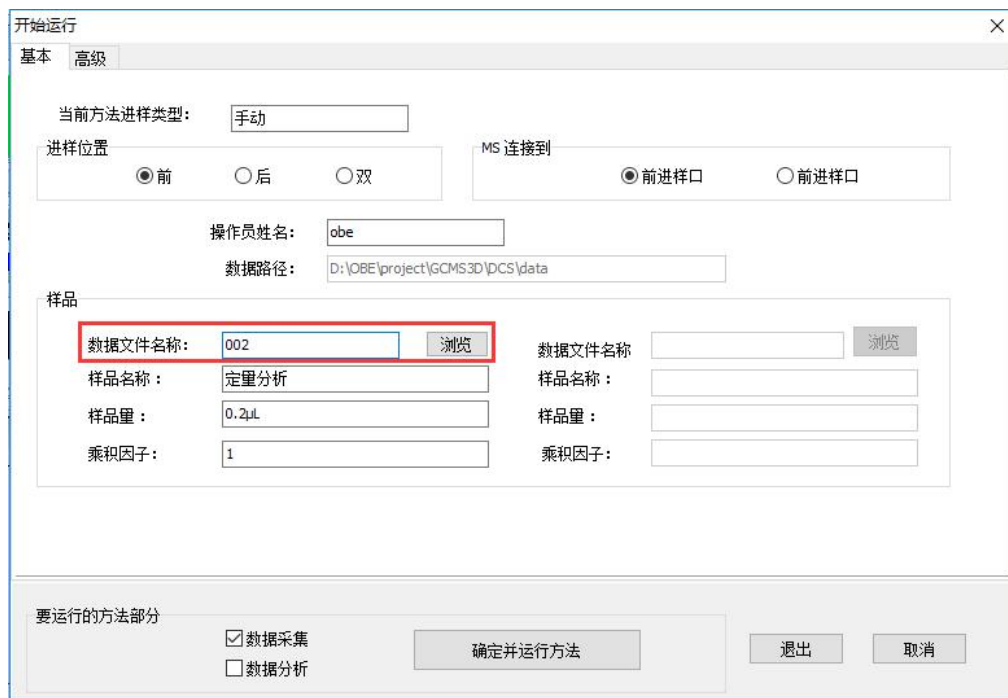 开始运行
基本 高级
当前方法进样类型： 手动
进样位置
前 后 双
MS 连接到
前进样口 前进样口
操作员姓名： obe
数据路径： D:\OBE\project\GCMS3D\DCS\data
样品
数据文件名称： 002 浏览
样品名称： 定量分析
样品量： 0.2μL
乘积因子： 1
数据文件名称 浏览
样品名称：
样品量：
乘积因子：
要运行的方法部分
数据采集
数据分析
确定并运行方法
退出
取消